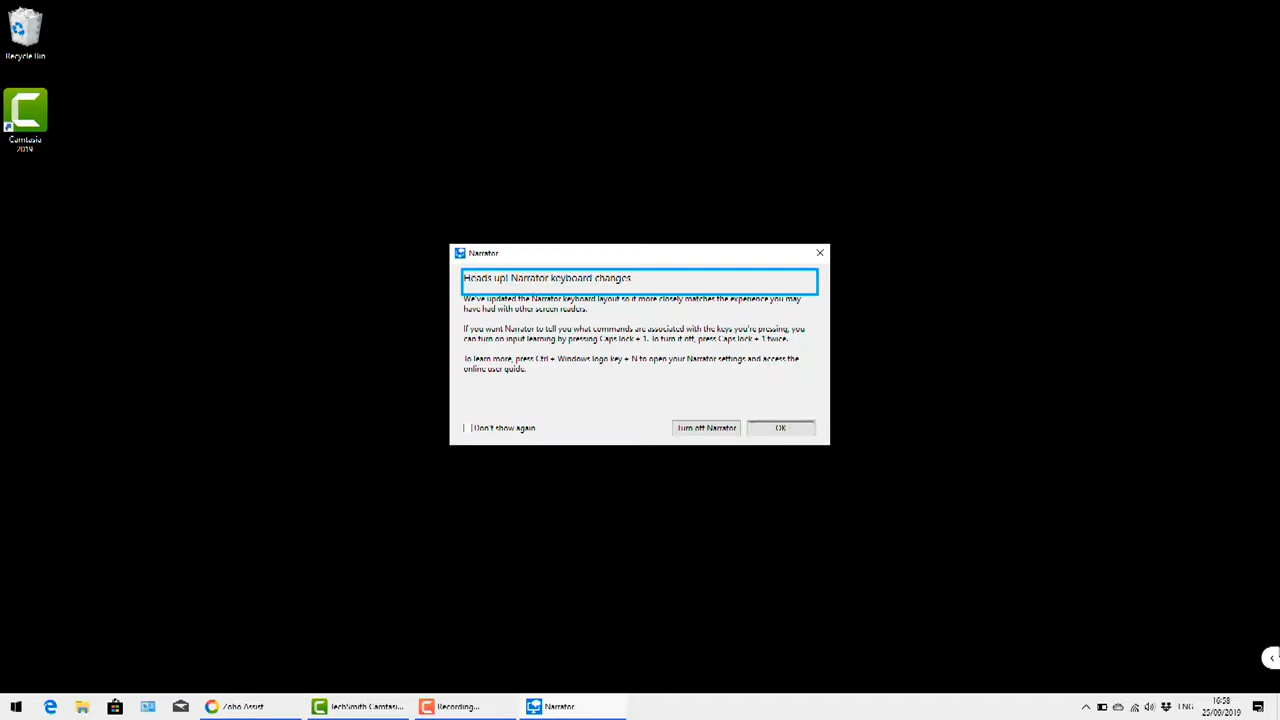 Recycle Bin
Camtasia
2019
Narrator
Heads up! Narrator keyboard changes
We've updated the Narrator keyboard layout so it more closely matches the experience you may
have had with other screen readers.
If you want Narrator to tell you what commands are associated with the keys you're pressing, you
can turn on input learning by pressing Caps lock + 1. To turn it off, press Caps lock + 1 twice.
To learn more, press Ctrl + Windows logo key + N to open your Narrator settings and access the
online user guide.
Don't show again
Turn off Narrator
OK
Zoho Assist
TechSmith Camtasi...
Recording...
Narrator
ENG
16:58
25/09/2019